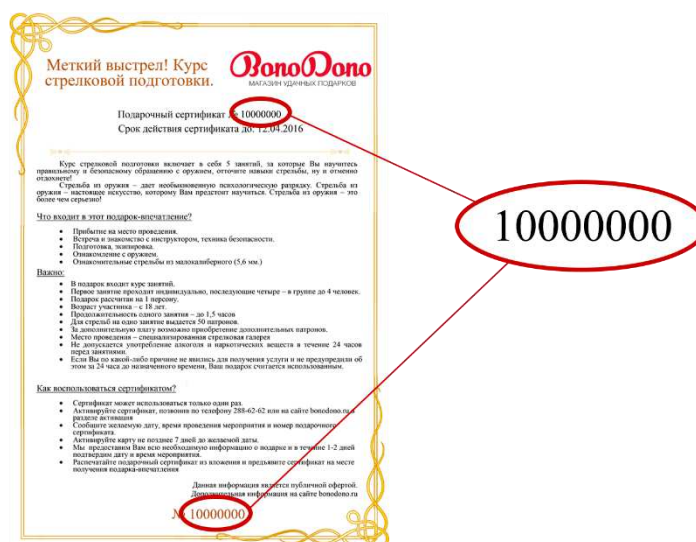 Меткий выстрел! Курс
стрелковой подготовки.
BonoDono
МАГАЗИН УДАЧНЫХ ПОДАРКОВ
Подарочный сертификат № 10000000
Срок действия сертификата до: 12.04.2016
Курс стрелковой подготовки включает в себя 5 занятий, за которые Вы научитесь
правильному и безопасному обращению с оружием, отточите навыки стрельбы, ну и отменно
отдохнете!
Стрельба из оружия – дает необыкновенную психологическую разрядку. Стрельба из
оружия – настоящее искусство, которому Вам предстоит научиться. Стрельба из оружия – это
более чем серьезно!
Что входит в этот подарок-впечатление?
• Прибытие на место проведения.
• Встреча и знакомство с инструктором, техника безопасности.
• Подготовка, экипировка.
• Ознакомление с оружием.
• Ознакомительные стрельбы из малокалиберного (5,6 мм.)
Важно:
• В подарок входит курс занятий.
• Первое занятие проходит индивидуально, последующие четыре – в группе до 4 человек.
• Подарок рассчитан на 1 персону.
• Возраст участника – с 18 лет.
• Продолжительность одного занятия – до 1,5 часов
• Для стрельб на одно занятие выдается 50 патронов.
• За дополнительную плату возможно приобретение дополнительных патронов.
• Место проведения – специализированная стрелковая галерея
• Не допускается употребление алкоголя и наркотических веществ в течение 24 часов
перед занятиями.
• Если Вы по какой-либо причине не явились для получения услуги и не предупредили об
этом за 24 часа до назначенного времени, Ваш подарок считается использованным.
Как воспользоваться сертификатом?
• Сертификат может использоваться только один раз.
• Активируйте сертификат, позвонив по телефону 288-62-62 или на сайте bonodono.ru в
разделе активация
• Сообщите желаемую дату, время проведения мероприятия и номер подарочного
сертификата.
• Активируйте карту не позднее 7 дней до желаемой даты.
• Мы предоставим Вам всю необходимую информацию о подарке и в течение 1-2 дней
подтвердим дату и время мероприятия.
• Распечатайте подарочный сертификат из вложения и предъявите сертификат на месте
получения подарка-впечатления
Данная информация является публичной офертой.
Дополнительная информация на сайте bonodono.ru
№ 10000000
10000000